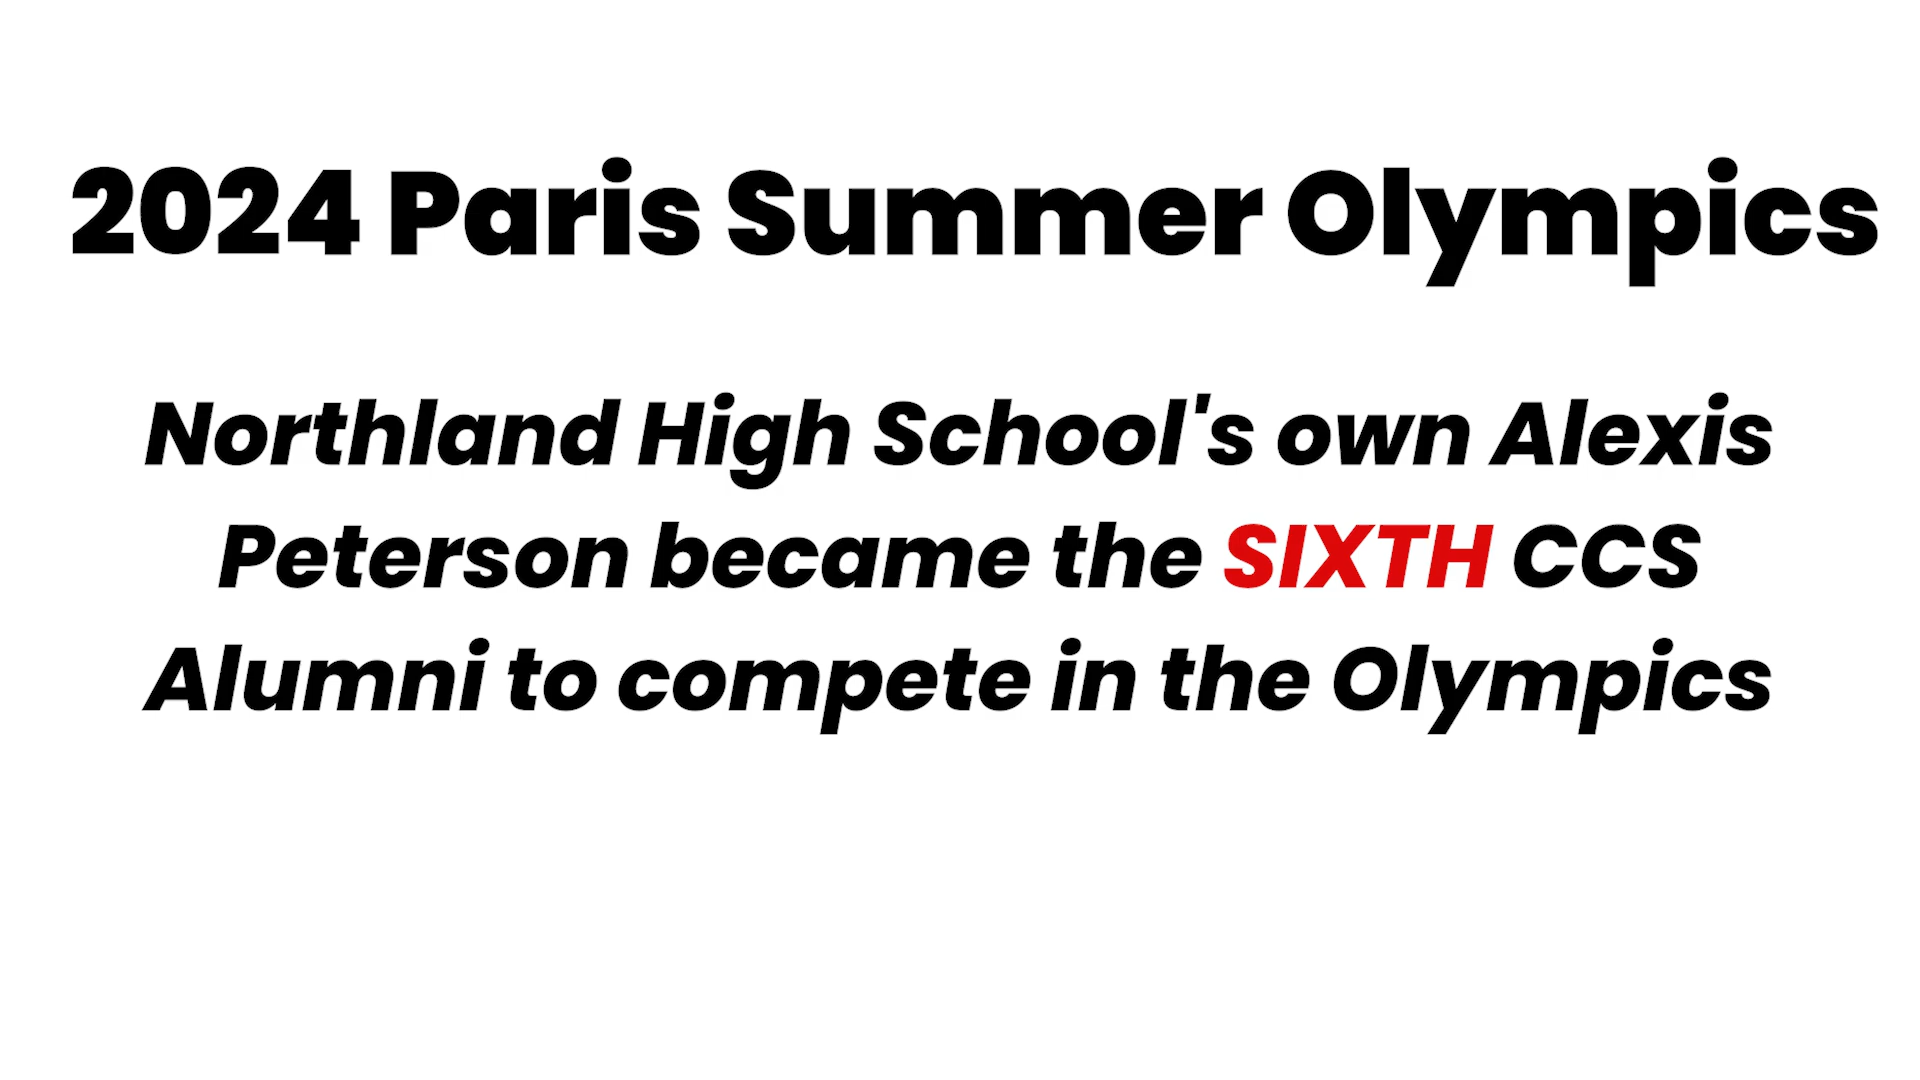 2024 Paris Summer Olympics
Northland High School's own Alexis
Peterson became the SIXTH CCS
Alumni to compete in the Olympics